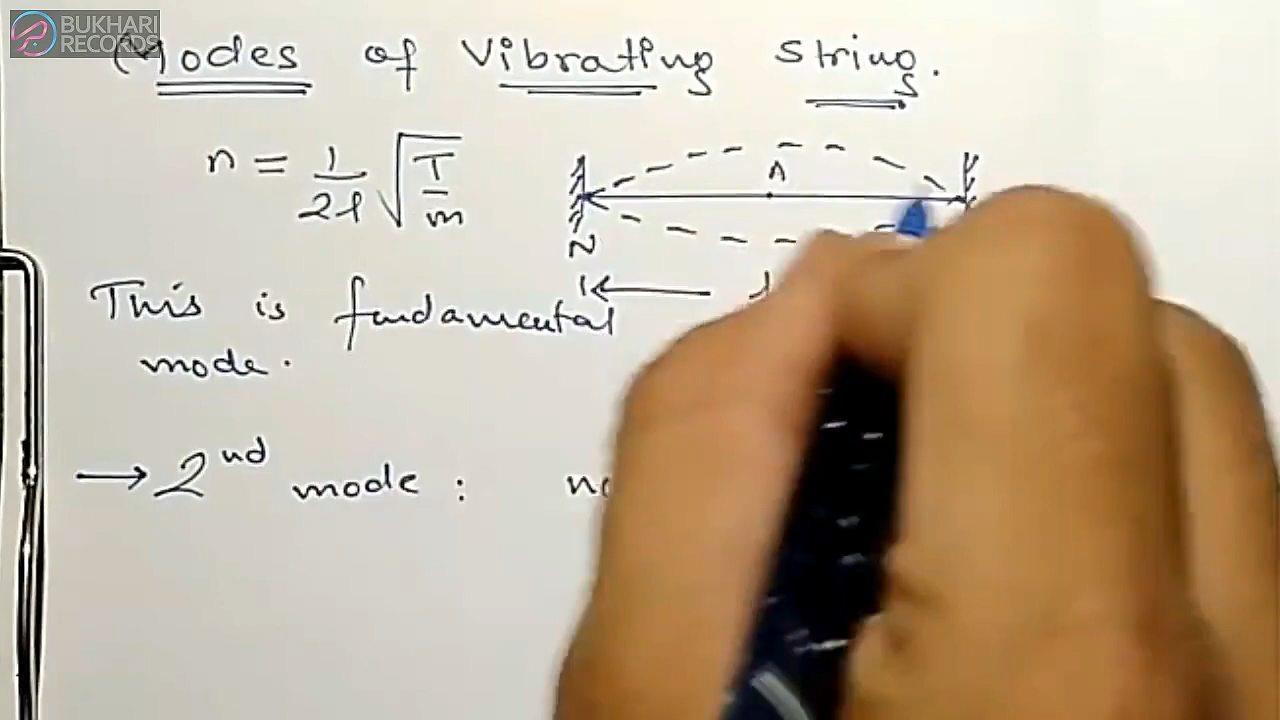 BUKHARI
RECORDS
Modes of Vibrating String.
n = 1/2l √T/m
A
N
l
This is fundamental
mode.
→ 2nd mode :